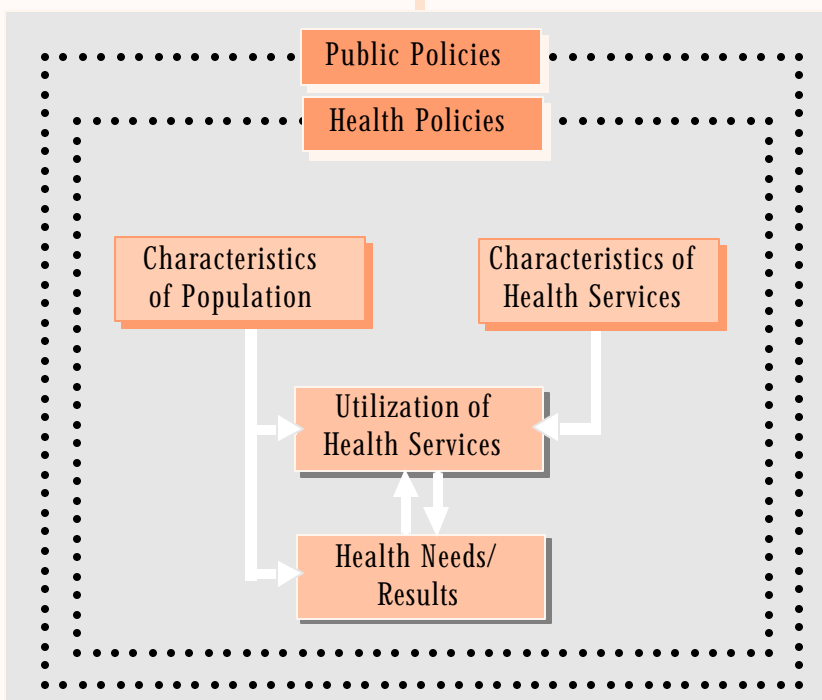 Public Policies
Health Policies
Characteristics
of Population
Characteristics of
Health Services
Utilization of
Health Services
Health Needs/
Results